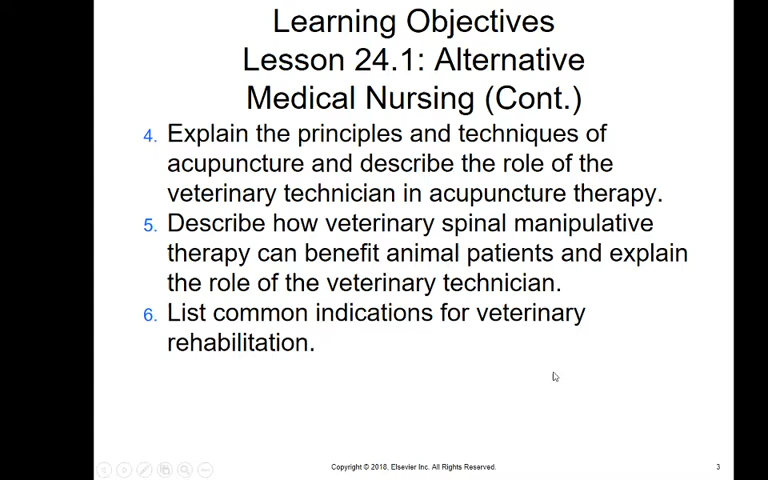 Learning Objectives
Lesson 24.1: Alternative
Medical Nursing (Cont.)
4. Explain the principles and techniques of
acupuncture and describe the role of the
veterinary technician in acupuncture therapy.
5. Describe how veterinary spinal manipulative
therapy can benefit animal patients and explain
the role of the veterinary technician.
6. List common indications for veterinary
rehabilitation.
Copyright © 2018. Elsevier Inc. All Rights Reserved.
3